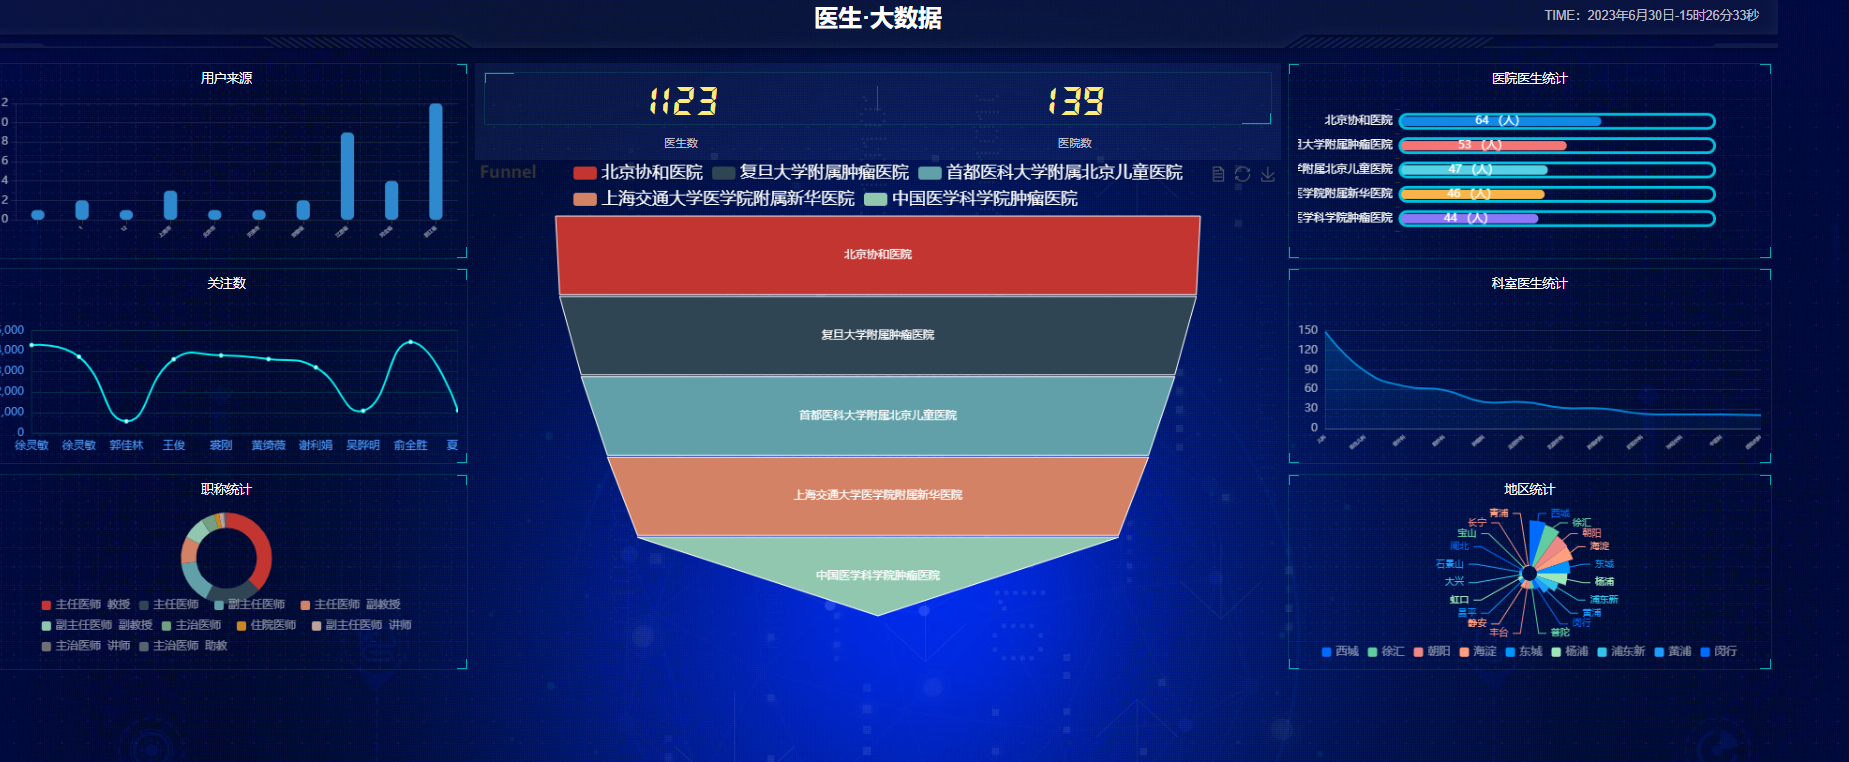 医生·大数据
TIME：2023年6月30日-15时26分33秒
用户来源
2
0
8
6
4
2
0
1
12
关注数
5,000
4,000
3,000
2,000
1,000
0
徐灵敏 徐灵敏 郭佳林 王俊 裘刚 黄绮薇 谢利娟 吴晔明 俞全胜 夏
职称统计
主任医师 教授 主任医师 副主任医师 主任医师 副教授
副主任医师 副教授 主治医师 住院医师 副主任医师 讲师
主治医师 讲师 主治医师 助教
1123 139
医生数 医院数
Funnel
北京协和医院 复旦大学附属肿瘤医院 首都医科大学附属北京儿童医院
上海交通大学医学院附属新华医院 中国医学科学院肿瘤医院
北京协和医院
复旦大学附属肿瘤医院
首都医科大学附属北京儿童医院
上海交通大学医学院附属新华医院
中国医学科学院肿瘤医院
医院医生统计
北京协和医院 64 （人）
大学附属肿瘤医院 53 （人）
附属北京儿童医院 47 （人）
医学院附属新华医院 46 （人）
医学科学院肿瘤医院 44 （人）
科室医生统计
150
120
90
60
30
0
地区统计
青浦 西城
长宁 徐汇
宝山 朝阳
闸北 海淀
石景山 东城
大兴 杨浦
虹口 浦东新
昌平 黄浦
静安 闵行
丰台 普陀
西城 徐汇 朝阳 海淀 东城 杨浦 浦东新 黄浦 闵行